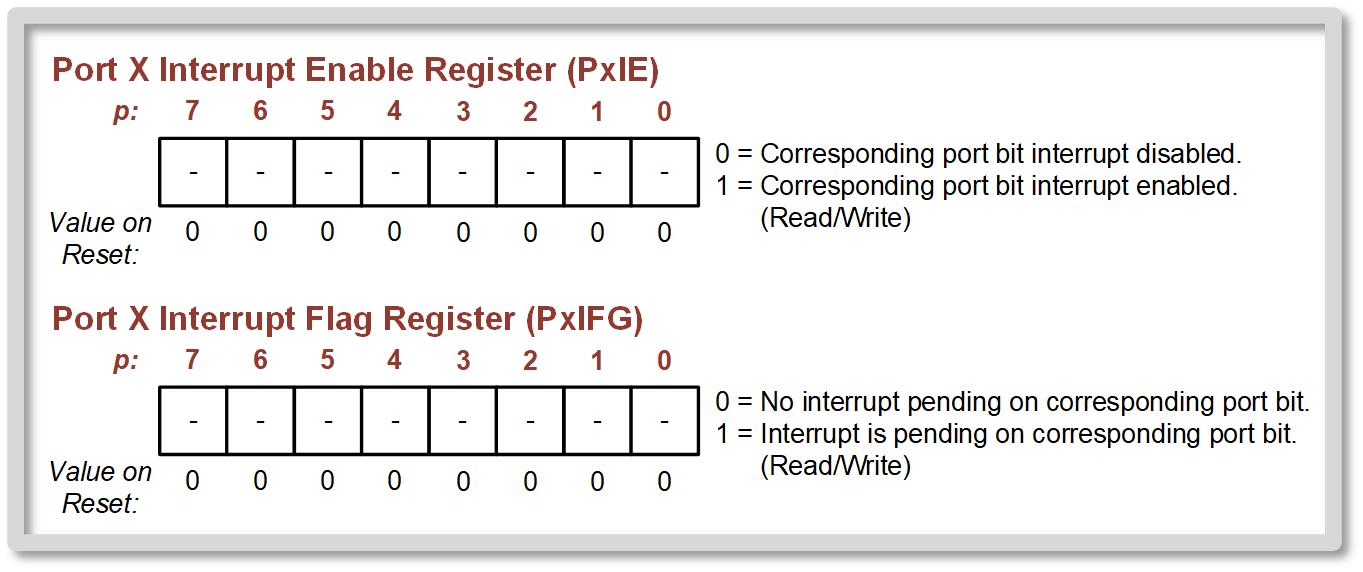 Port X Interrupt Enable Register (PxIE)
p: 7 6 5 4 3 2 1 0
- - - - - - - -
0 = Corresponding port bit interrupt disabled.
1 = Corresponding port bit interrupt enabled.
(Read/Write)
Value on
Reset:
0 0 0 0 0 0 0 0
Port X Interrupt Flag Register (PxIFG)
p: 7 6 5 4 3 2 1 0
- - - - - - - -
0 = No interrupt pending on corresponding port bit.
1 = Interrupt is pending on corresponding port bit.
(Read/Write)
Value on
Reset:
0 0 0 0 0 0 0 0